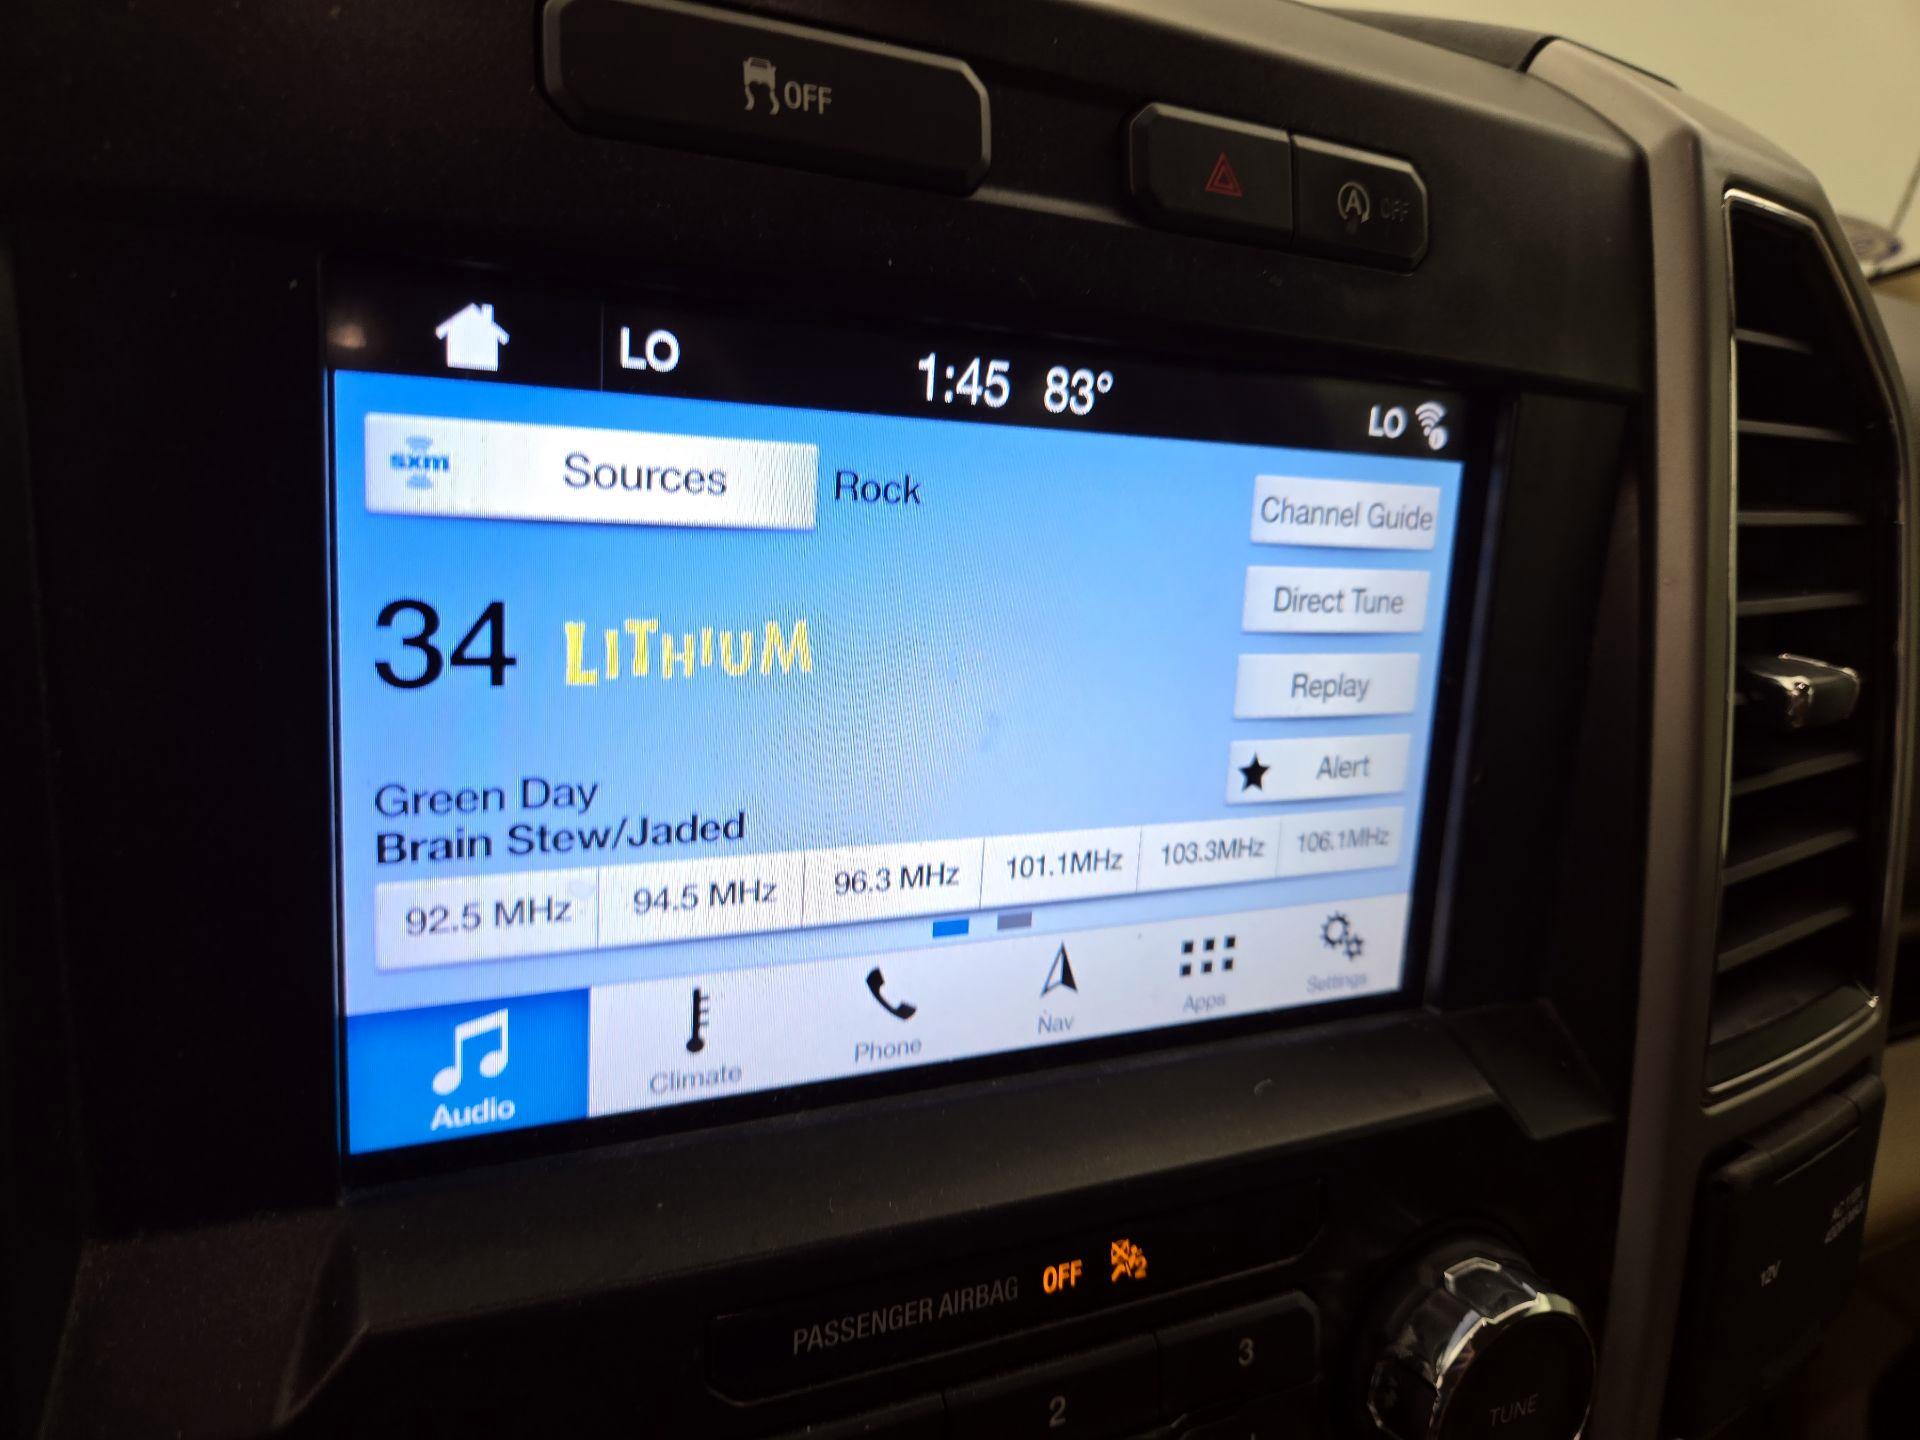 OFF
OFF
LO
1:45 83°
LO
sxm
Sources
Rock
Channel Guide
34
LiTHIUM
Direct Tune
Replay
Alert
Green Day
Brain Stew/Jaded
92.5 MHz
94.5 MHz
96.3 MHz
101.1MHz
103.3MHz
106.1MHz
Audio
Climate
Phone
Nav
Apps
Settings
PASSENGER AIRBAG OFF
2
2
3
TUNE
12V